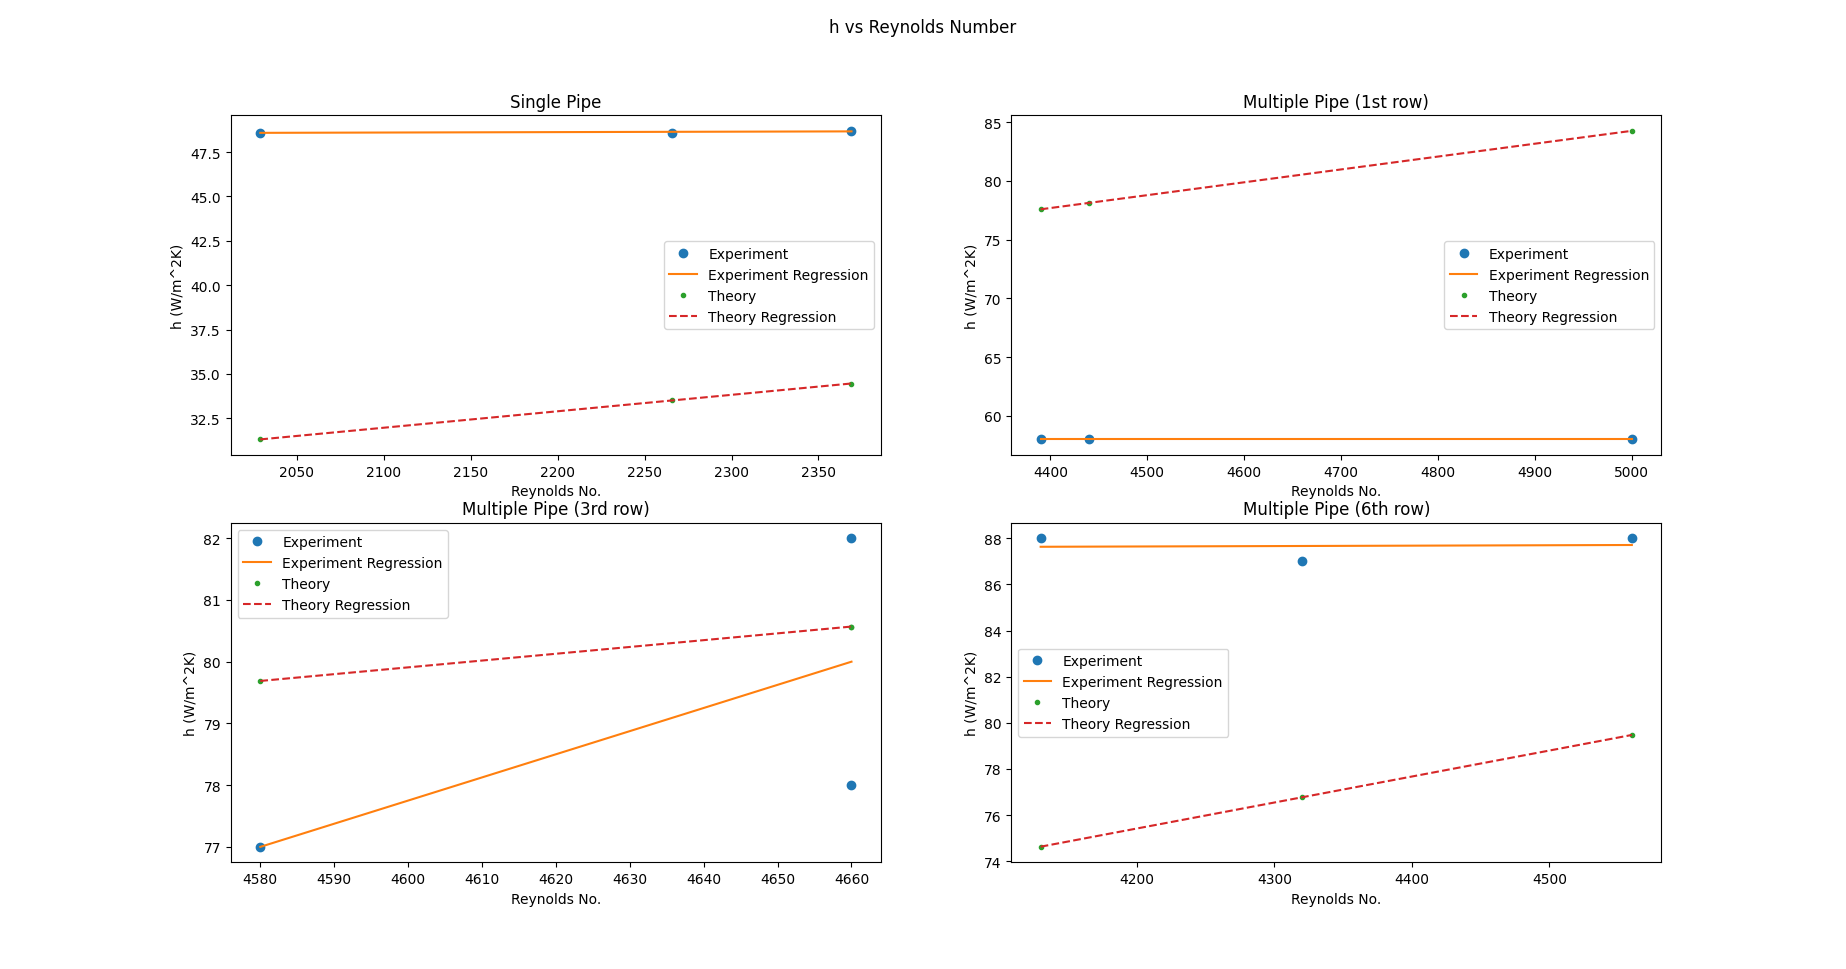 h vs Reynolds Number
Single Pipe
h (W/m^2K)
47.5
45.0
42.5
40.0
37.5
35.0
32.5
Experiment
Experiment Regression
Theory
Theory Regression
2050 2100 2150 2200 2250 2300 2350
Reynolds No.
Multiple Pipe (1st row)
h (W/m^2K)
85
80
75
70
65
60
Experiment
Experiment Regression
Theory
Theory Regression
4400 4500 4600 4700 4800 4900 5000
Reynolds No.
Multiple Pipe (3rd row)
h (W/m^2K)
82
81
80
79
78
77
Experiment
Experiment Regression
Theory
Theory Regression
4580 4590 4600 4610 4620 4630 4640 4650 4660
Reynolds No.
Multiple Pipe (6th row)
h (W/m^2K)
88
86
84
82
80
78
76
74
Experiment
Experiment Regression
Theory
Theory Regression
4200 4300 4400 4500
Reynolds No.